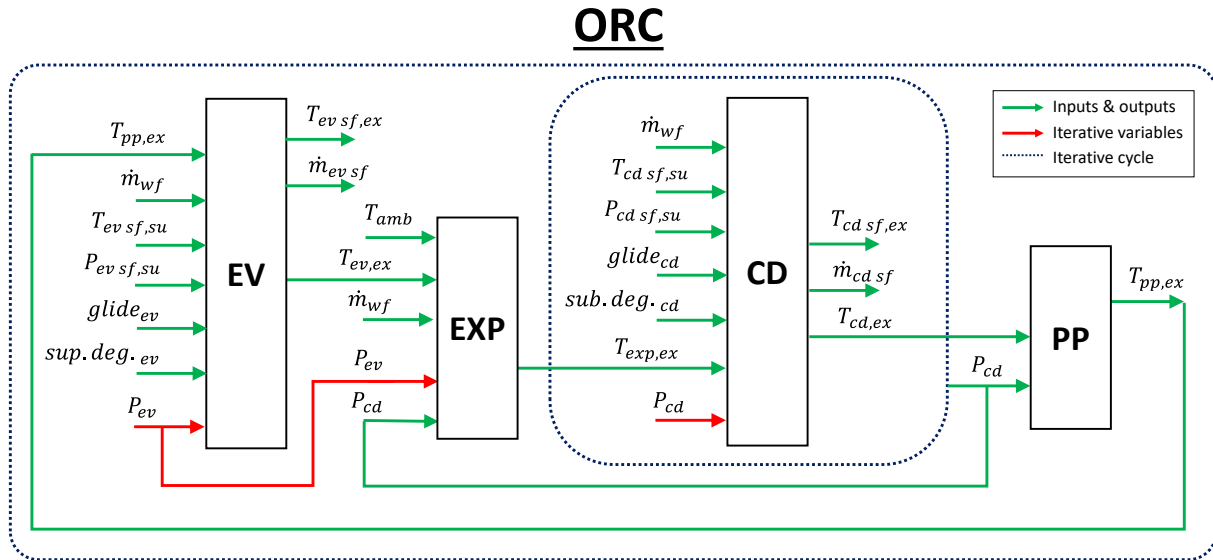 ORC
Inputs & outputs
Iterative variables
Iterative cycle
T_{pp,ex}
ṁ_{wf}
T_{ev sf,su}
P_{ev sf,su}
glide_{ev}
sup.deg._{ev}
P_{ev}
EV
T_{ev sf,ex}
ṁ_{ev sf}
T_{amb}
T_{ev,ex}
ṁ_{wf}
P_{ev}
P_{cd}
EXP
T_{exp,ex}
ṁ_{wf}
T_{cd sf,su}
P_{cd sf,su}
glide_{cd}
sub.deg._{cd}
P_{cd}
CD
T_{cd sf,ex}
ṁ_{cd sf}
T_{cd,ex}
P_{cd}
PP
T_{pp,ex}